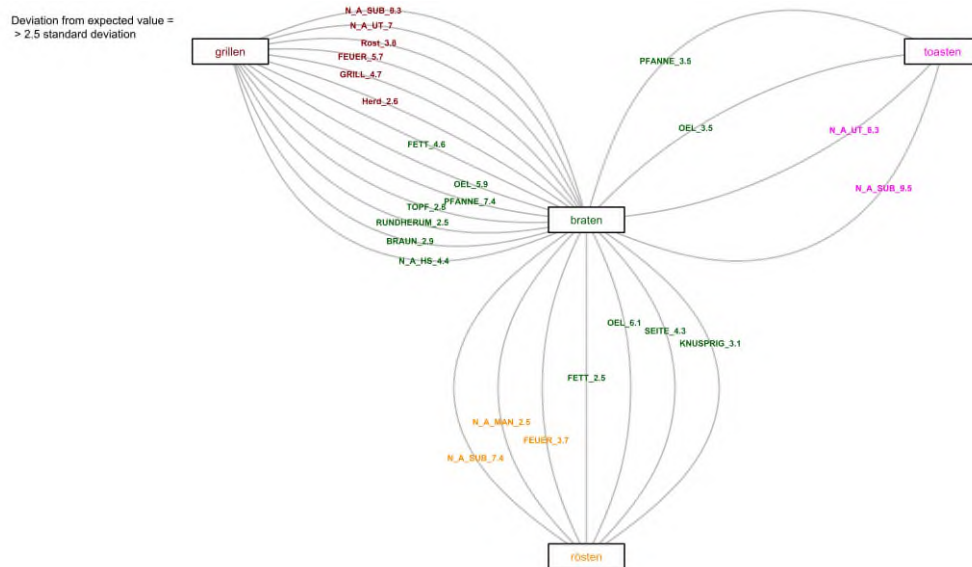 Deviation from expected value =
> 2.5 standard deviation
grillen
toasten
N_A_SUB_8.3
N_A_UT_7
Rost_3.8
FEUER_5.7
GRILL_4.7
Herd_2.6
FETT_4.6
OEL_5.9
PFANNE_7.4
TOPF_2.8
RUNDHERUM_2.5
BRAUN_2.9
N_A_HS_4.4
PFANNE_3.5
OEL_3.5
N_A_UT_8.3
N_A_SUB_9.5
braten
OEL_6.1
SEITE_4.3
KNUSPRIG_3.1
FETT_2.5
N_A_MAN_2.5
FEUER_3.7
N_A_SUB_7.4
rösten